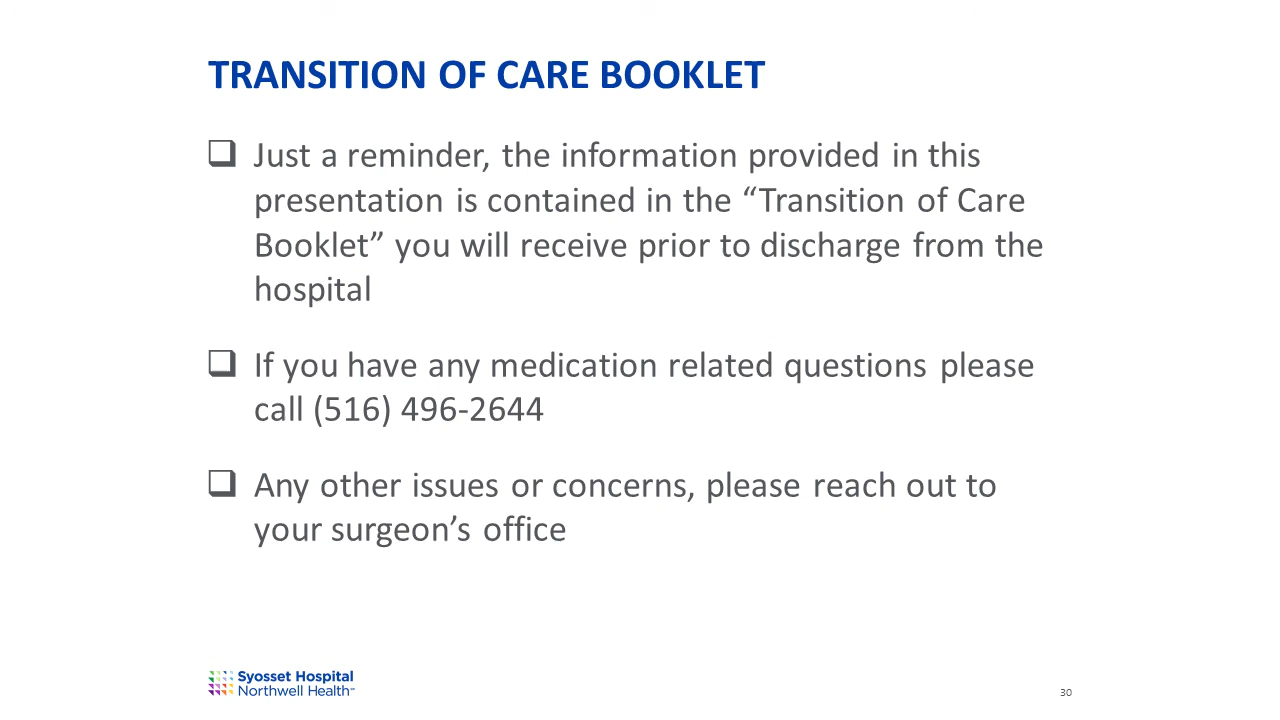 TRANSITION OF CARE BOOKLET
Just a reminder, the information provided in this
presentation is contained in the “Transition of Care
Booklet” you will receive prior to discharge from the
hospital
If you have any medication related questions please
call (516) 496-2644
Any other issues or concerns, please reach out to
your surgeon’s office
Syosset Hospital
Northwell Health℠
30